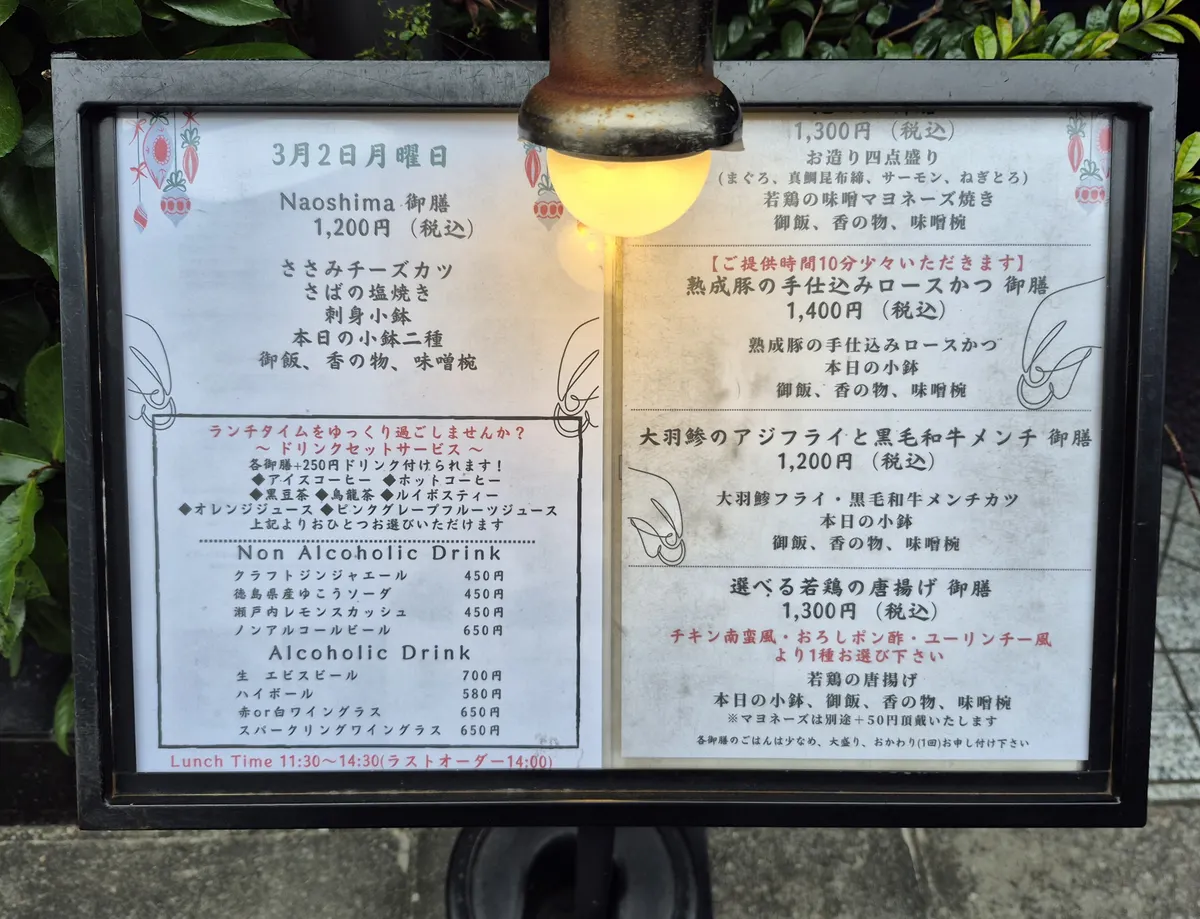 3月2日月曜日
Naoshima 御膳
1,200円 (税込)
ささみチーズカツ
さばの塩焼き
刺身小鉢
本日の小鉢二種
御飯、香の物、味噌椀
ランチタイムをゆっくり過ごしませんか?
~ ドリンクセットサービス ~
各御膳+250円ドリンク付けられます!
◆アイスコーヒー ◆ホットコーヒー
◆黒豆茶 ◆烏龍茶 ◆ルイボスティー
◆オレンジジュース ◆ピンクグレープフルーツジュース
上記よりおひとつお選びいただけます
Non Alcoholic Drink
クラフトジンジャエール 450円
徳島県産ゆこうソーダ 450円
瀬戸内レモンスカッシュ 450円
ノンアルコールビール 650円
Alcoholic Drink
生 エビスビール 700円
ハイボール 580円
赤or白ワイングラス 650円
スパークリングワイングラス 650円
Lunch Time 11:30~14:30(ラストオーダー14:00)
1,300円 (税込)
お造り四点盛り
(まぐろ、真鯛昆布締、サーモン、ねぎとろ)
若鶏の味噌マヨネーズ焼き
御飯、香の物、味噌椀
【ご提供時間10分少々いただきます】
熟成豚の手仕込みロースかつ 御膳
1,400円 (税込)
熟成豚の手仕込みロースかつ
本日の小鉢
御飯、香の物、味噌椀
大羽鯵のアジフライと黒毛和牛メンチ 御膳
1,200円 (税込)
大羽鯵フライ・黒毛和牛メンチカツ
本日の小鉢
御飯、香の物、味噌椀
選べる若鶏の唐揚げ 御膳
1,300円 (税込)
チキン南蛮風・おろしポン酢・ユーリンチー風
より1種お選び下さい
若鶏の唐揚げ
本日の小鉢、御飯、香の物、味噌椀
※マヨネーズは別途+50円頂戴いたします
各御膳のごはんは少なめ、大盛り、おかわり(1回)お申し付け下さい